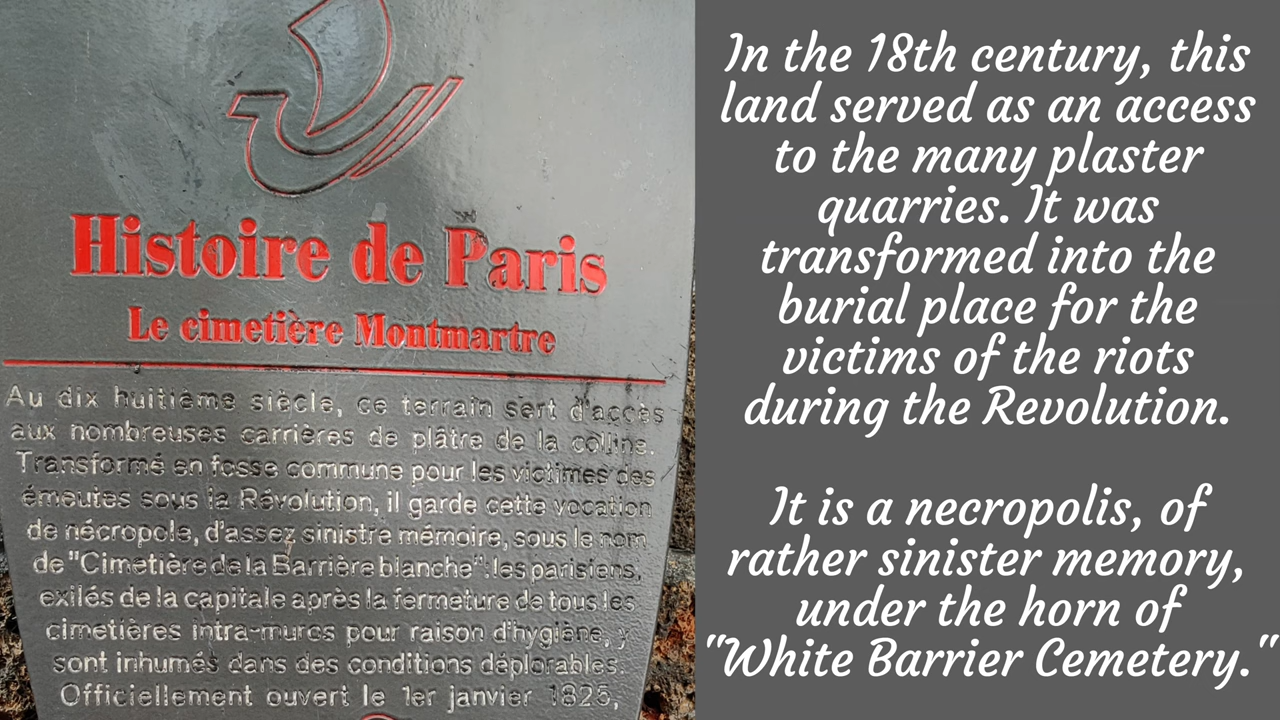 Histoire de Paris
Le cimetière Montmartre
Au dix huitième siècle, ce terrain sert d'accès
aux nombreuses carrières de plâtre de la colline.
Transformé en fosse commune pour les victimes des
émeutes sous la Révolution, il garde cette vocation
de nécropole, d'assez sinistre mémoire, sous le nom
de "Cimetière de la Barrière blanche": les parisiens,
exilés de la capitale après la fermeture de tous les
cimetières intra-muros pour raison d'hygiène, y
sont inhumés dans des conditions déplorables.
Officiellement ouvert le 1er janvier 1825,
In the 18th century, this
land served as an access
to the many plaster
quarries. It was
transformed into the
burial place for the
victims of the riots
during the Revolution.
It is a necropolis, of
rather sinister memory,
under the horn of
"White Barrier Cemetery."